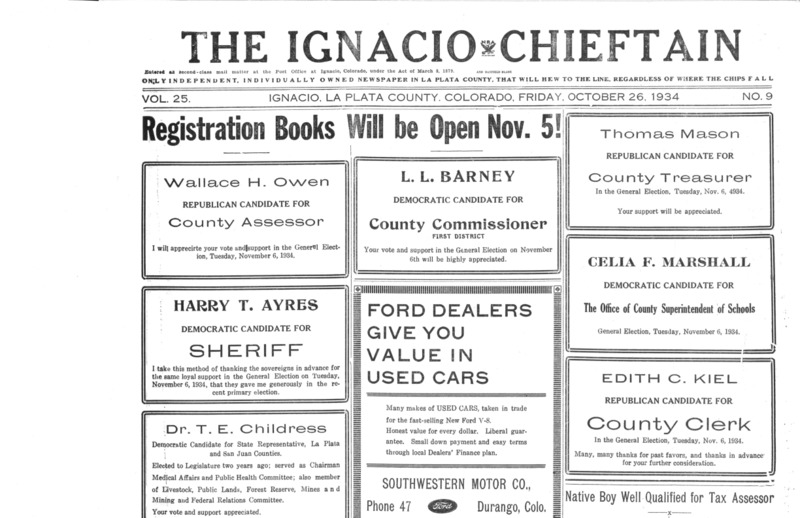 THE IGNACIO CHIEFTAIN
Entered as second-class mail matter at the Post Office at Ignacio, Colorado, under the Act of March 3, 1879.
ONLY INDEPENDENT, INDIVIDUALLY OWNED NEWSPAPER IN LA PLATA COUNTY, THAT WILL HEW TO THE LINE, REGARDLESS OF WHERE THE CHIPS FALL
VOL. 25. IGNACIO, LA PLATA COUNTY, COLORADO, FRIDAY, OCTOBER 26, 1934 NO. 9
Registration Books Will be Open Nov. 5!
Wallace H. Owen
REPUBLICAN CANDIDATE FOR
County Assessor
I will apprecirte your vote and support in the General Elect-
ion, Tuesday, November 6, 1934.
HARRY T. AYRES
DEMOCRATIC CANDIDATE FOR
SHERIFF
I take this method of thanking the sovereigns in advance for
the same loyal support in the General Election on Tuesday,
November 6, 1934, that they gave me generously in the re-
cent primary election.
Dr. T. E. Childress
Democratic Candidate for State Representative, La Plata
and San Juan Counties.
Elected to Legislature two years ago; served as Chairman
Medical Affairs and Public Health Committee; also member
of Livestock, Public Lands, Forest Reserve, Mines and
Mining and Federal Relations Committee.
Your vote and support appreciated.
L. L. BARNEY
DEMOCRATIC CANDIDATE FOR
County Commissioner
FIRST DISTRICT
Your vote and support in the General Election on November
6th will be highly appreciated.
FORD DEALERS
GIVE YOU
VALUE IN
USED CARS
Many makes of USED CARS, taken in trade
for the fast-selling New Ford V-8.
Honest value for every dollar. Liberal guar-
antee. Small down payment and easy terms
through local Dealers' Finance plan.
SOUTHWESTERN MOTOR CO.,
Phone 47 Ford Durango, Colo.
Thomas Mason
REPUBLICAN CANDIDATE FOR
County Treasurer
In the General Election, Tuesday, Nov. 6, 4934.
Your support will be appreciated.
CELIA F. MARSHALL
DEMOCRATIC CANDIDATE FOR
The Office of County Superintendent of Schools
General Election, Tuesday, November 6, 1934.
EDITH C. KIEL
REPUBLICAN CANDIDATE FOR
County Clerk
In the General Election, Tuesday, Nov. 6, 1934.
Many, many thanks for past favors, and thanks in advance
for your further consideration.
Native Boy Well Qualified for Tax Assessor